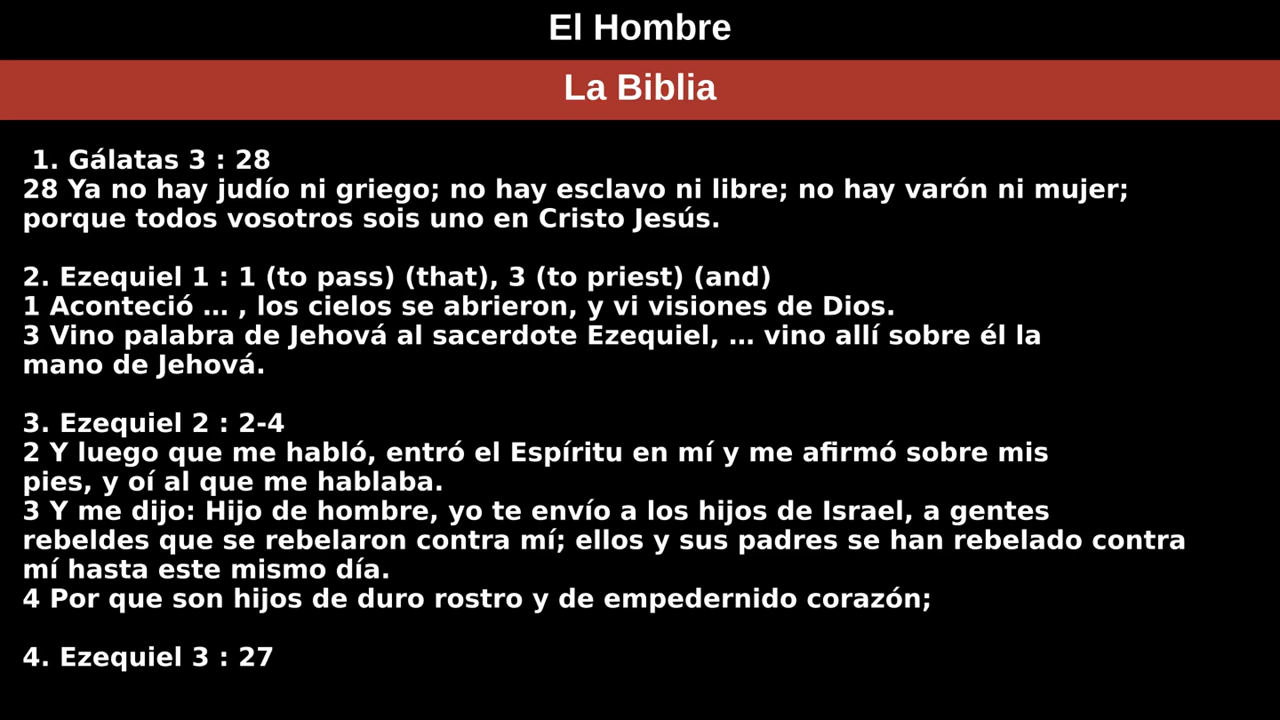 El Hombre
La Biblia
1. Gálatas 3 : 28
28 Ya no hay judío ni griego; no hay esclavo ni libre; no hay varón ni mujer;
porque todos vosotros sois uno en Cristo Jesús.
2. Ezequiel 1 : 1 (to pass) (that), 3 (to priest) (and)
1 Aconteció … , los cielos se abrieron, y vi visiones de Dios.
3 Vino palabra de Jehová al sacerdote Ezequiel, … vino allí sobre él la
mano de Jehová.
3. Ezequiel 2 : 2-4
2 Y luego que me habló, entró el Espíritu en mí y me afirmó sobre mis
pies, y oí al que me hablaba.
3 Y me dijo: Hijo de hombre, yo te envío a los hijos de Israel, a gentes
rebeldes que se rebelaron contra mí; ellos y sus padres se han rebelado contra
mí hasta este mismo día.
4 Por que son hijos de duro rostro y de empedernido corazón;
4. Ezequiel 3 : 27